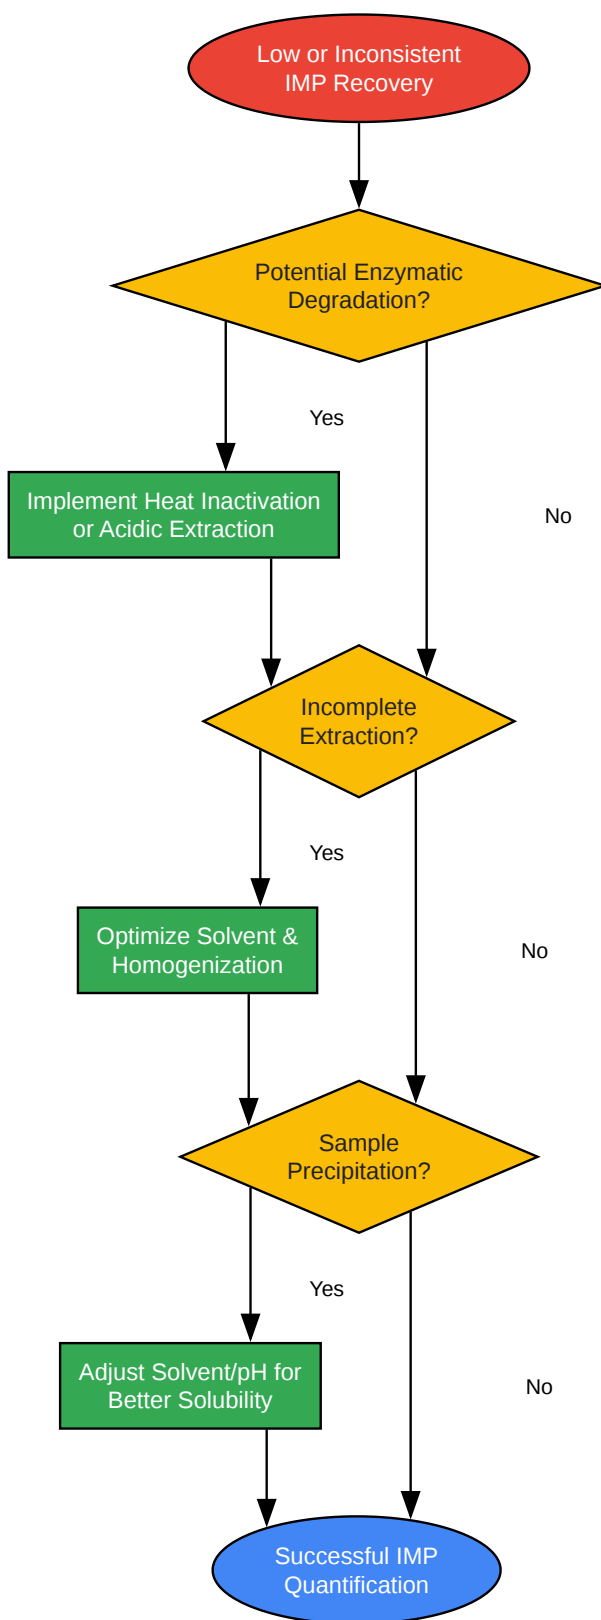 Low or Inconsistent
IMP Recovery
Potential Enzymatic
Degradation?
Yes
Implement Heat Inactivation
or Acidic Extraction
No
Incomplete
Extraction?
Yes
Optimize Solvent &
Homogenization
No
Sample
Precipitation?
Yes
Adjust Solvent/pH for
Better Solubility
No
Successful IMP
Quantification